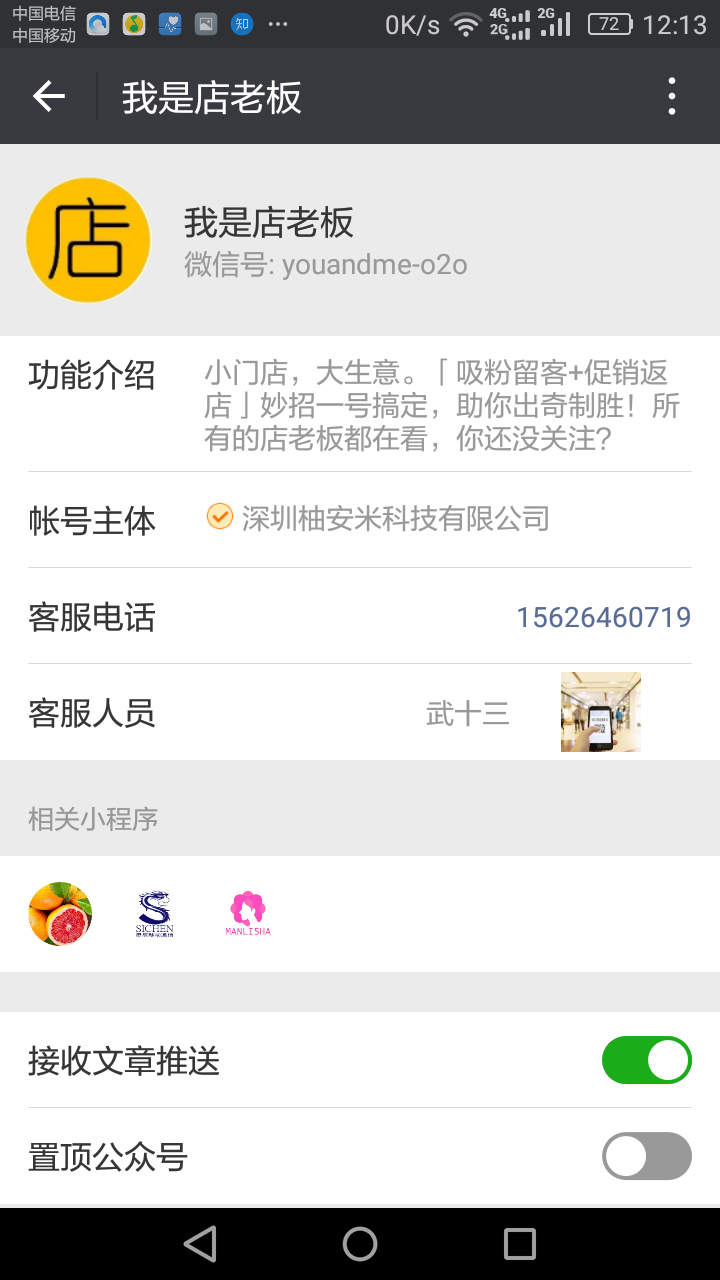 中国电信
中国移动
知
0K/s
4G
2G
2G
72
12:13
我是店老板
店
我是店老板
微信号: youandme-o2o
功能介绍
小门店，大生意。「吸粉留客+促销返
店」妙招一号搞定，助你出奇制胜！所
有的店老板都在看，你还没关注?
帐号主体
深圳柚安米科技有限公司
客服电话
15626460719
客服人员
武十三
相关小程序
SICHEN
MANLISHA
接收文章推送
置顶公众号